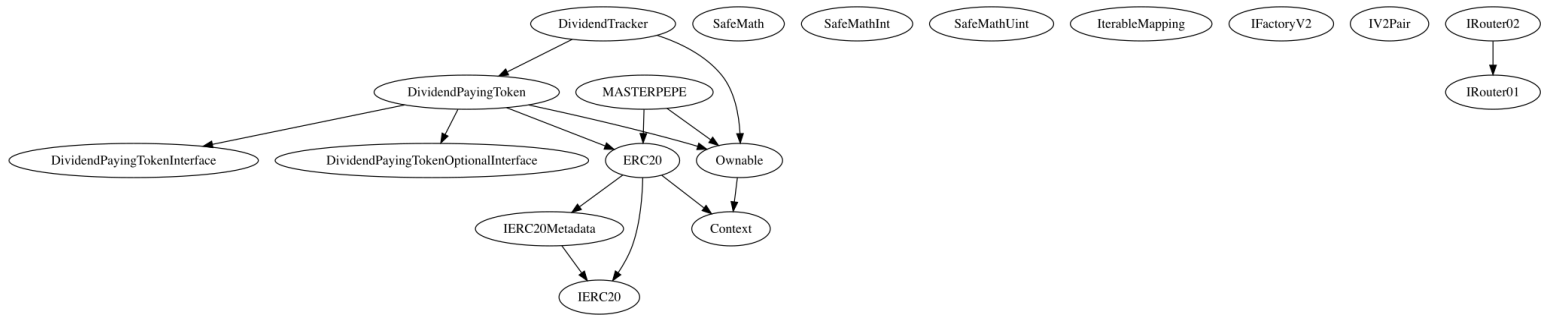 DividendTracker
SafeMath
SafeMathInt
SafeMathUint
IterableMapping
IFactoryV2
IV2Pair
IRouter02
DividendPayingToken
MASTERPEPE
IRouter01
DividendPayingTokenInterface
DividendPayingTokenOptionalInterface
ERC20
Ownable
IERC20Metadata
Context
IERC20